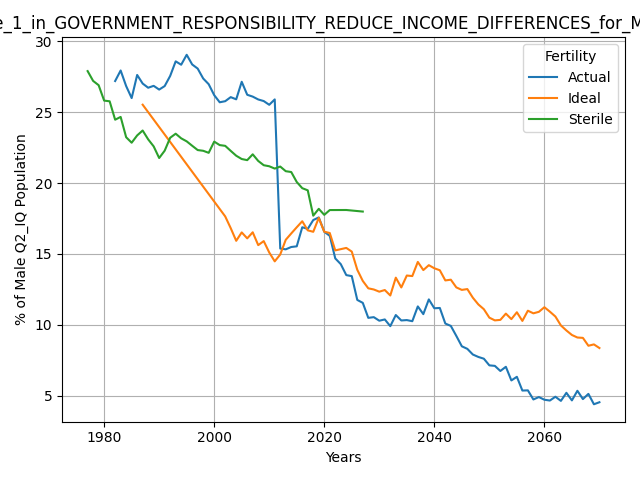 e_1_in_GOVERNMENT_RESPONSIBILITY_REDUCE_INCOME_DIFFERENCES_for_M
30
25
20
15
10
5
% of Male Q2_IQ Population
Fertility
Actual
Ideal
Sterile
1980 2000 2020 2040 2060
Years